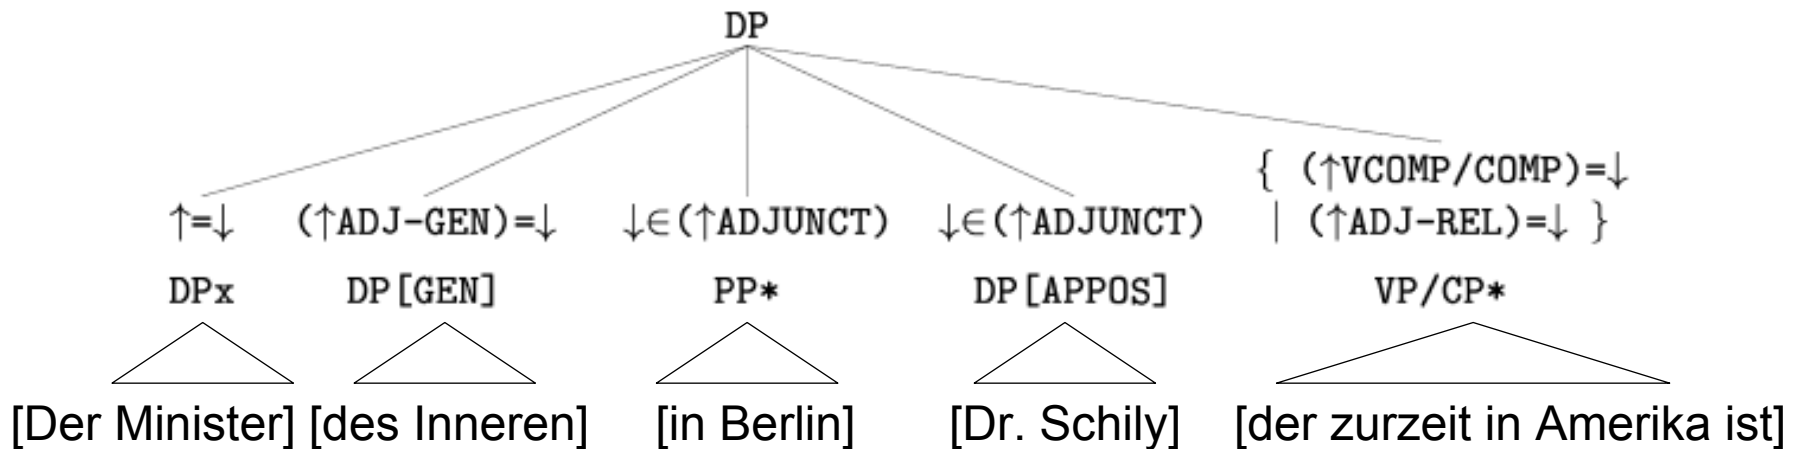 DP
{ (↑VCOMP/COMP)=↓
↑=↓ (↑ADJ-GEN)=↓ ↓∈(↑ADJUNCT) ↓∈(↑ADJUNCT) | (↑ADJ-REL)=↓ }
DPx DP[GEN] PP* DP[APPOS] VP/CP*
[Der Minister] [des Inneren] [in Berlin] [Dr. Schily] [der zurzeit in Amerika ist]